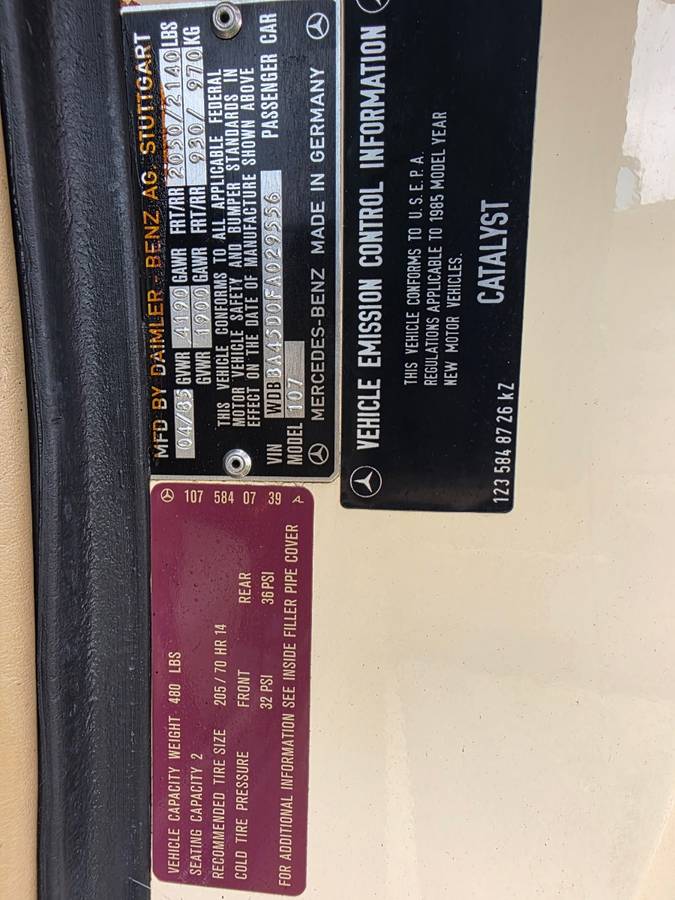 MFD BY DAIMLER - BENZ AG STUTTGART
04/85 GVWR 4190 GAWR FRT/RR 2050/2140 LBS
GVWR 1900 GAWR FRT/RR 930/ 970 KG
THIS VEHICLE CONFORMS TO ALL APPLICABLE FEDERAL
MOTOR VEHICLE SAFETY AND BUMPER STANDARDS IN
EFFECT ON THE DATE OF MANUFACTURE SHOWN ABOVE
VIN WDBBA45D0FA029556 PASSENGER CAR
MODEL 107
MERCEDES-BENZ MADE IN GERMANY
VEHICLE EMISSION CONTROL INFORMATION
THIS VEHICLE CONFORMS TO U.S.E.P.A.
REGULATIONS APPLICABLE TO 1985 MODEL YEAR
NEW MOTOR VEHICLES.
CATALYST
123 584 87 26 kZ
107 584 07 39 A
VEHICLE CAPACITY WEIGHT 480 LBS
SEATING CAPACITY 2
RECOMMENDED TIRE SIZE 205 / 70 HR 14
COLD TIRE PRESSURE FRONT REAR
32 PSI 36 PSI
FOR ADDITIONAL INFORMATION SEE INSIDE FILLER PIPE COVER